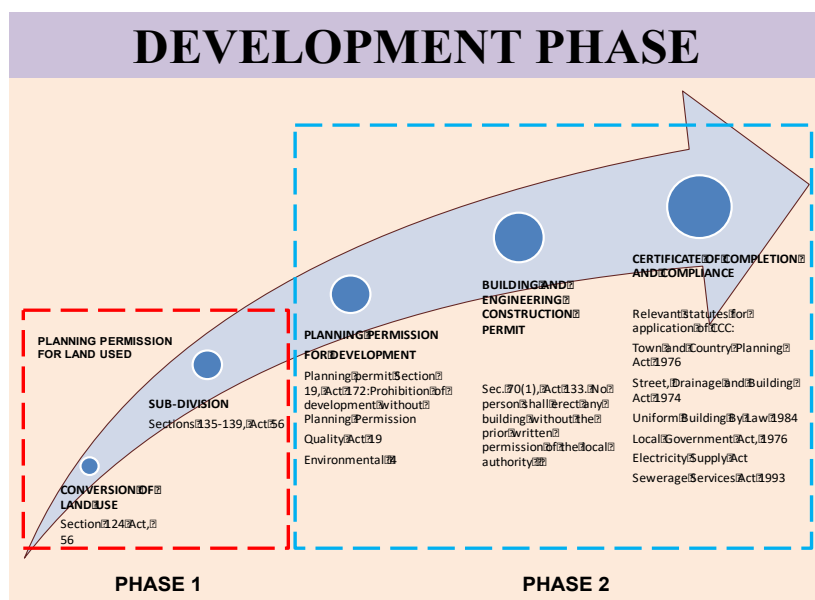 DEVELOPMENT PHASE
PLANNING PERMISSION
FOR LAND USED
SUB-DIVISION
Sections 135-139, Act 56
CONVERSION OF
LAND USE
Section 124 Act,
56
PLANNING PERMISSION
FOR DEVELOPMENT
Planning permit Section
19, Act 172: Prohibition of
development without
Planning Permission
Quality Act 19
Environmental 4
BUILDING AND
ENGINEERING
CONSTRUCTION
PERMIT
Sec. 70(1), Act 133. No
person shall erect any
building without the
prior written
permission of the local
authority
CERTIFICATE OF COMPLETION
AND COMPLIANCE
Relevant statutes for
application of CCC:
Town and Country Planning
Act 1976
Street, Drainage and Building
Act 1974
Uniform Building By Law 1984
Local Government Act, 1976
Electricity Supply Act
Sewerage Services Act 1993
PHASE 1
PHASE 2